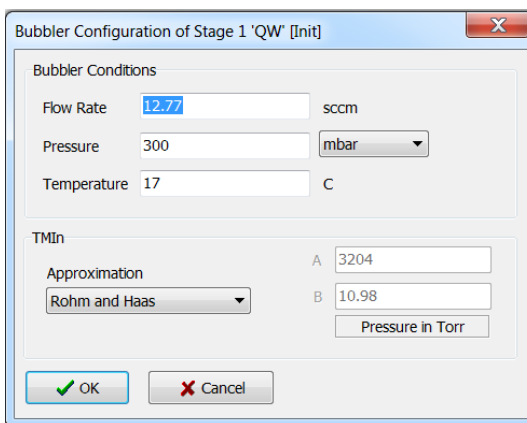 Bubbler Configuration of Stage 1 'QW' [Init]
Bubbler Conditions
Flow Rate 12.77 sccm
Pressure 300 mbar
Temperature 17 C
TMIn
A 3204
Approximation
Rohm and Haas
B 10.98
Pressure in Torr
OK Cancel